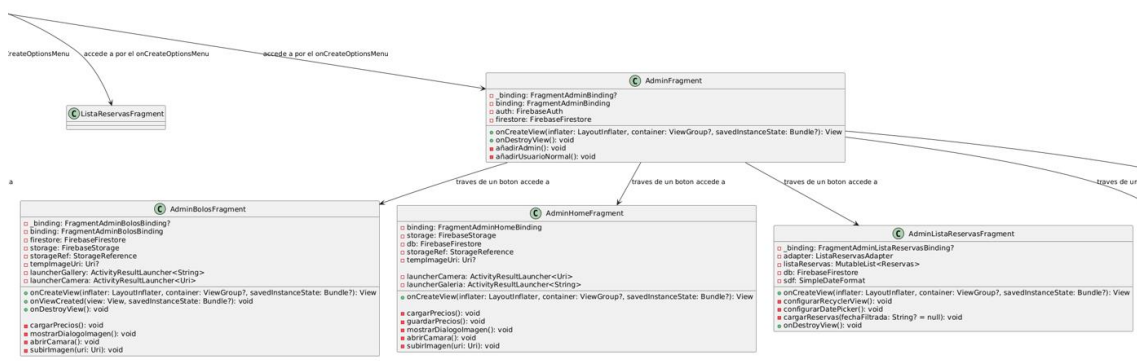 reateOptionsMenu
accede a por el onCreateOptionsMenu
accede a por el onCreateOptionsMenu
C ListaReservasFragment
C AdminFragment
_binding: FragmentAdminBinding?
binding: FragmentAdminBinding
auth: FirebaseAuth
firestore: FirebaseFirestore
onCreateView(inflater: LayoutInflater, container: ViewGroup?, savedInstanceState: Bundle?): View
onDestroyView(): void
añadirAdmin(): void
añadirUsuarioNormal(): void
a
traves de un boton accede a
traves de un boton accede a
traves de un boton accede a
traves de un
C AdminBolosFragment
_binding: FragmentAdminBolosBinding?
binding: FragmentAdminBolosBinding
firestore: FirebaseFirestore
storage: FirebaseStorage
storageRef: StorageReference
tempImageUri: Uri?
launcherGallery: ActivityResultLauncher<String>
launcherCamera: ActivityResultLauncher<Uri>
onCreateView(inflater: LayoutInflater, container: ViewGroup?, savedInstanceState: Bundle?): View
onViewCreated(view: View, savedInstanceState: Bundle?): void
onDestroyView(): void
cargarPrecios(): void
mostrarDialogoImagen(): void
abrirCamara(): void
subirImagen(uri: Uri): void
C AdminHomeFragment
binding: FragmentAdminHomeBinding
storage: FirebaseStorage
db: FirebaseFirestore
storageRef: StorageReference
tempImageUri: Uri?
launcherCamera: ActivityResultLauncher<Uri>
launcherGaleria: ActivityResultLauncher<String>
onCreateView(inflater: LayoutInflater, container: ViewGroup?, savedInstanceState: Bundle?): View
cargarPrecios(): void
guardarPrecios(): void
mostrarDialogoImagen(): void
abrirCamara(): void
subirImagen(uri: Uri): void
C AdminListaReservasFragment
_binding: FragmentAdminListaReservasBinding?
adapter: ListaReservasAdapter
listaReservas: MutableList<Reservas>
db: FirebaseFirestore
sdf: SimpleDateFormat
onCreateView(inflater: LayoutInflater, container: ViewGroup?, savedInstanceState: Bundle?): View
configurarRecyclerView(): void
configurarDatePicker(): void
cargarReservas(fechaFiltrada: String? = null): void
onDestroyView(): void